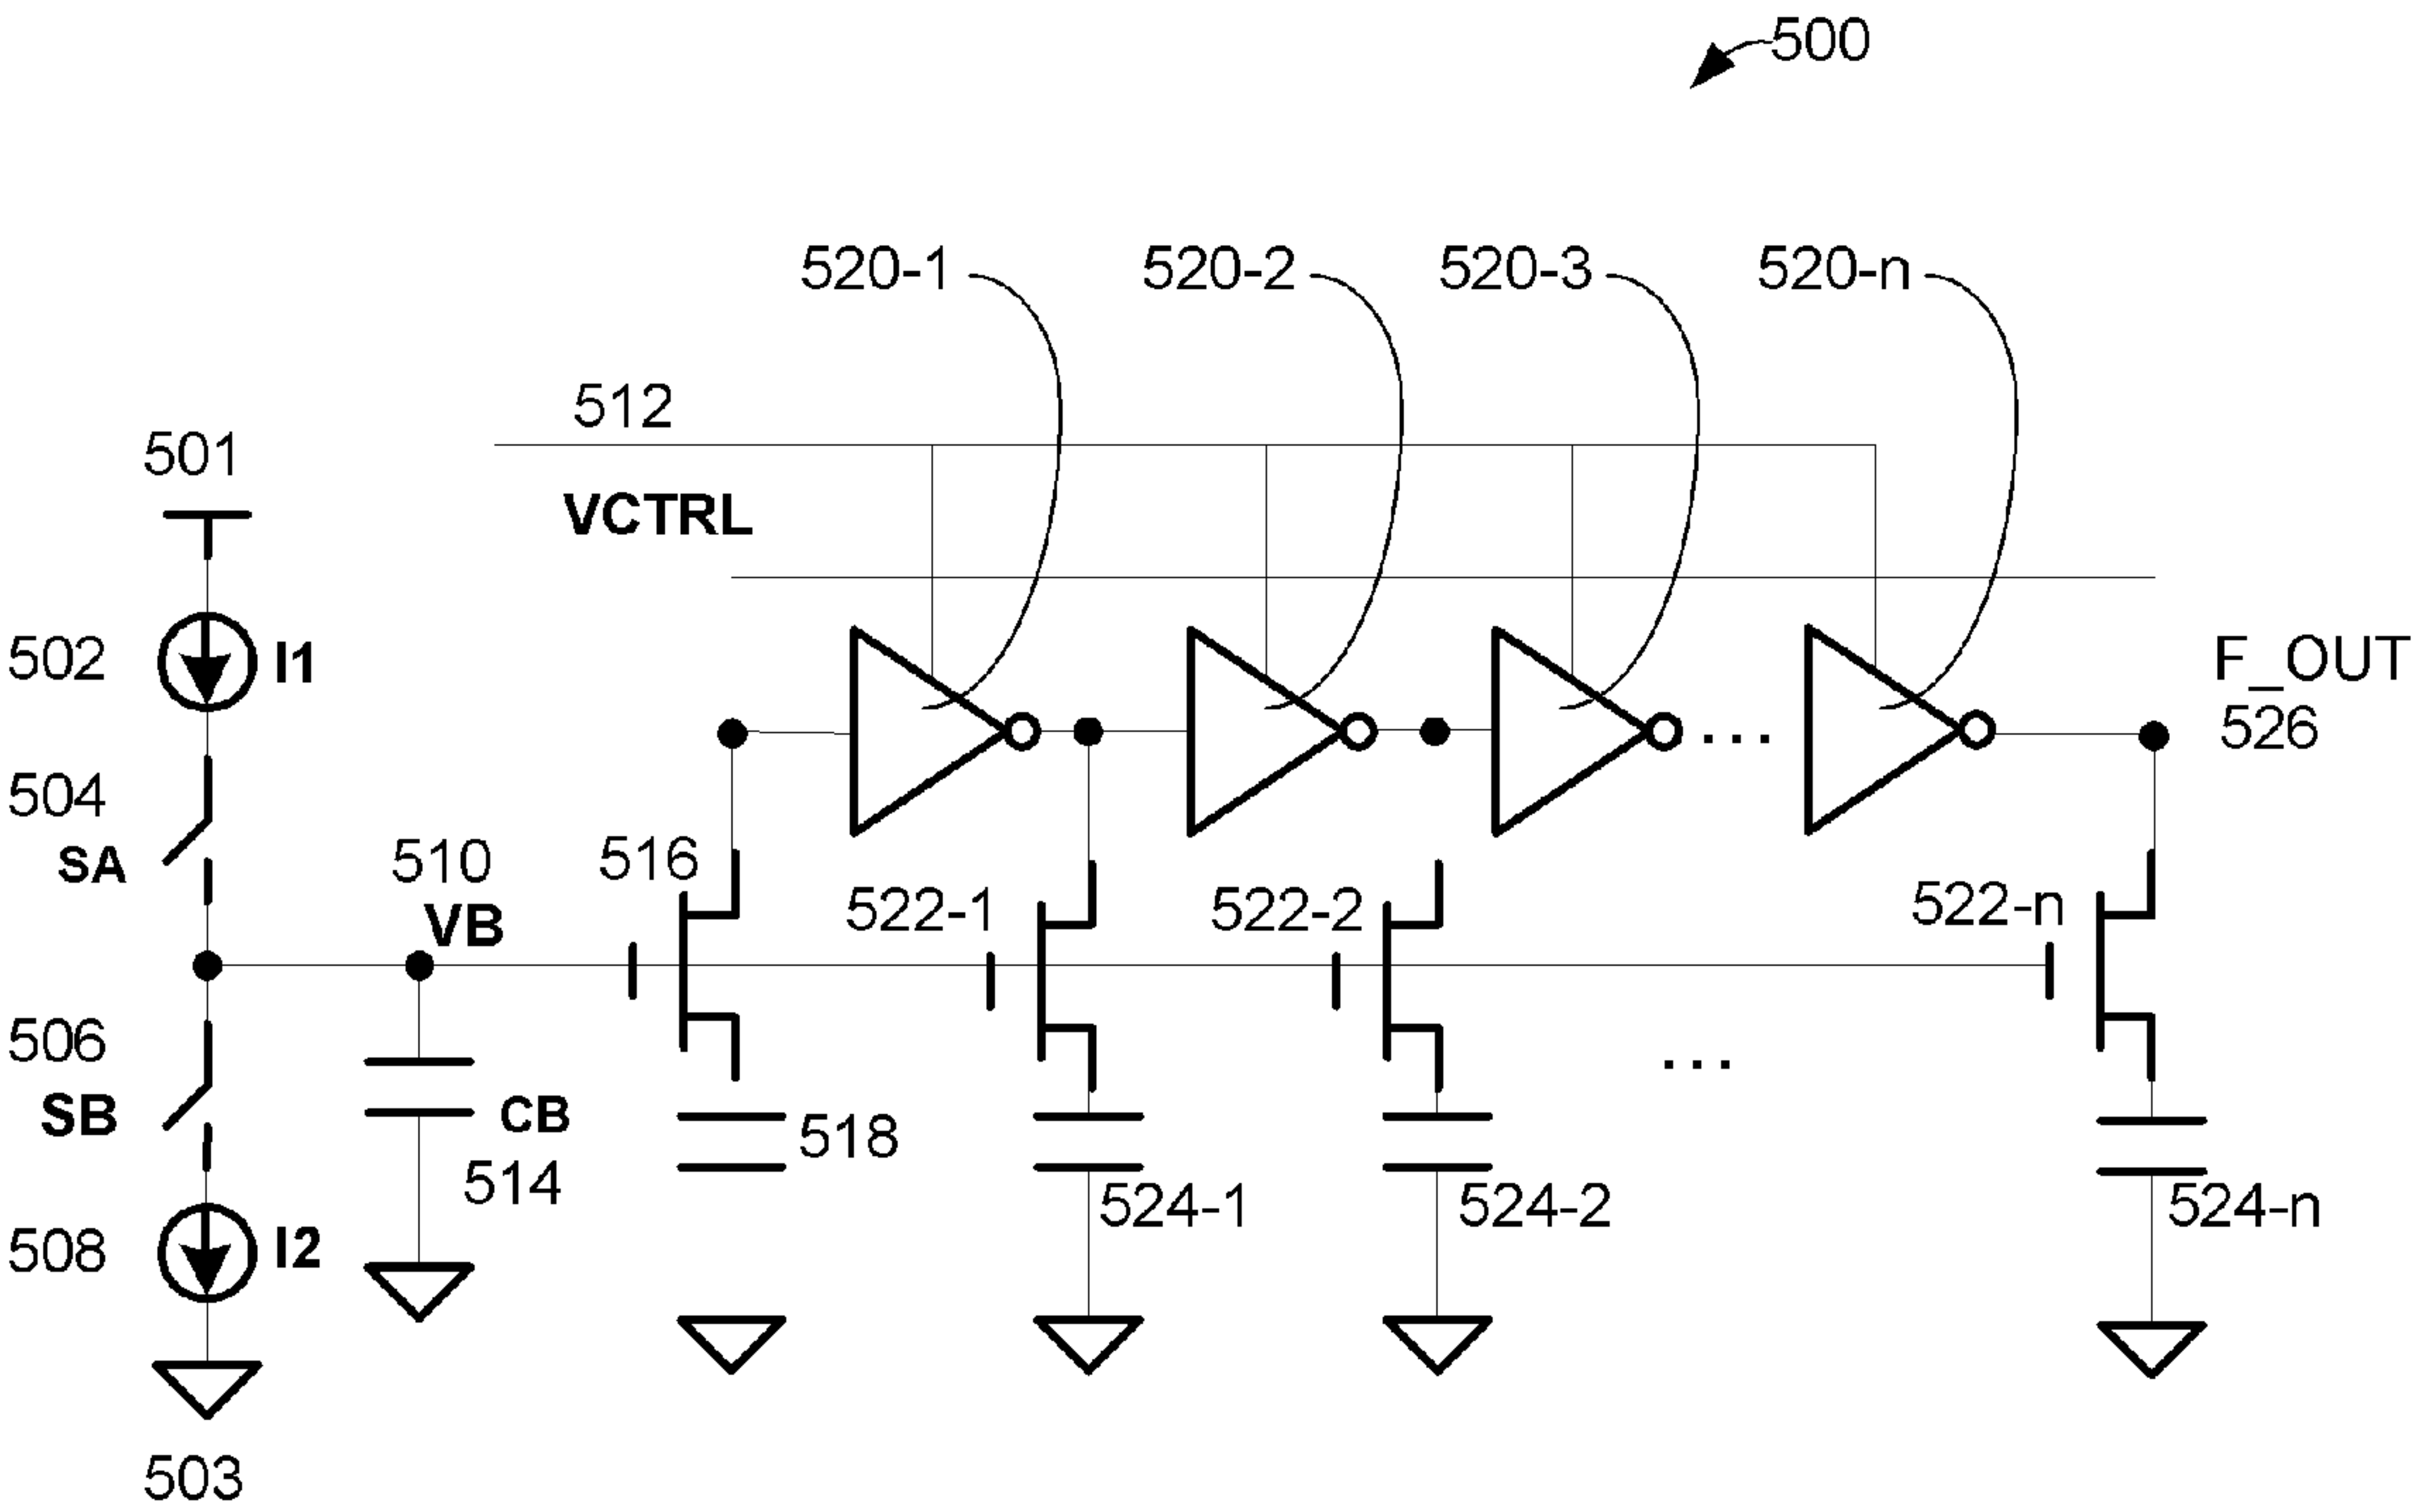 500
520-1 520-2 520-3 520-n
512
501
VCTRL
502 I1
F_OUT
526
504
SA
510
VB
516
522-1 522-2 522-n
506
SB
CB
514
518
... 
...
524-1 524-2 524-n
508 I2
503